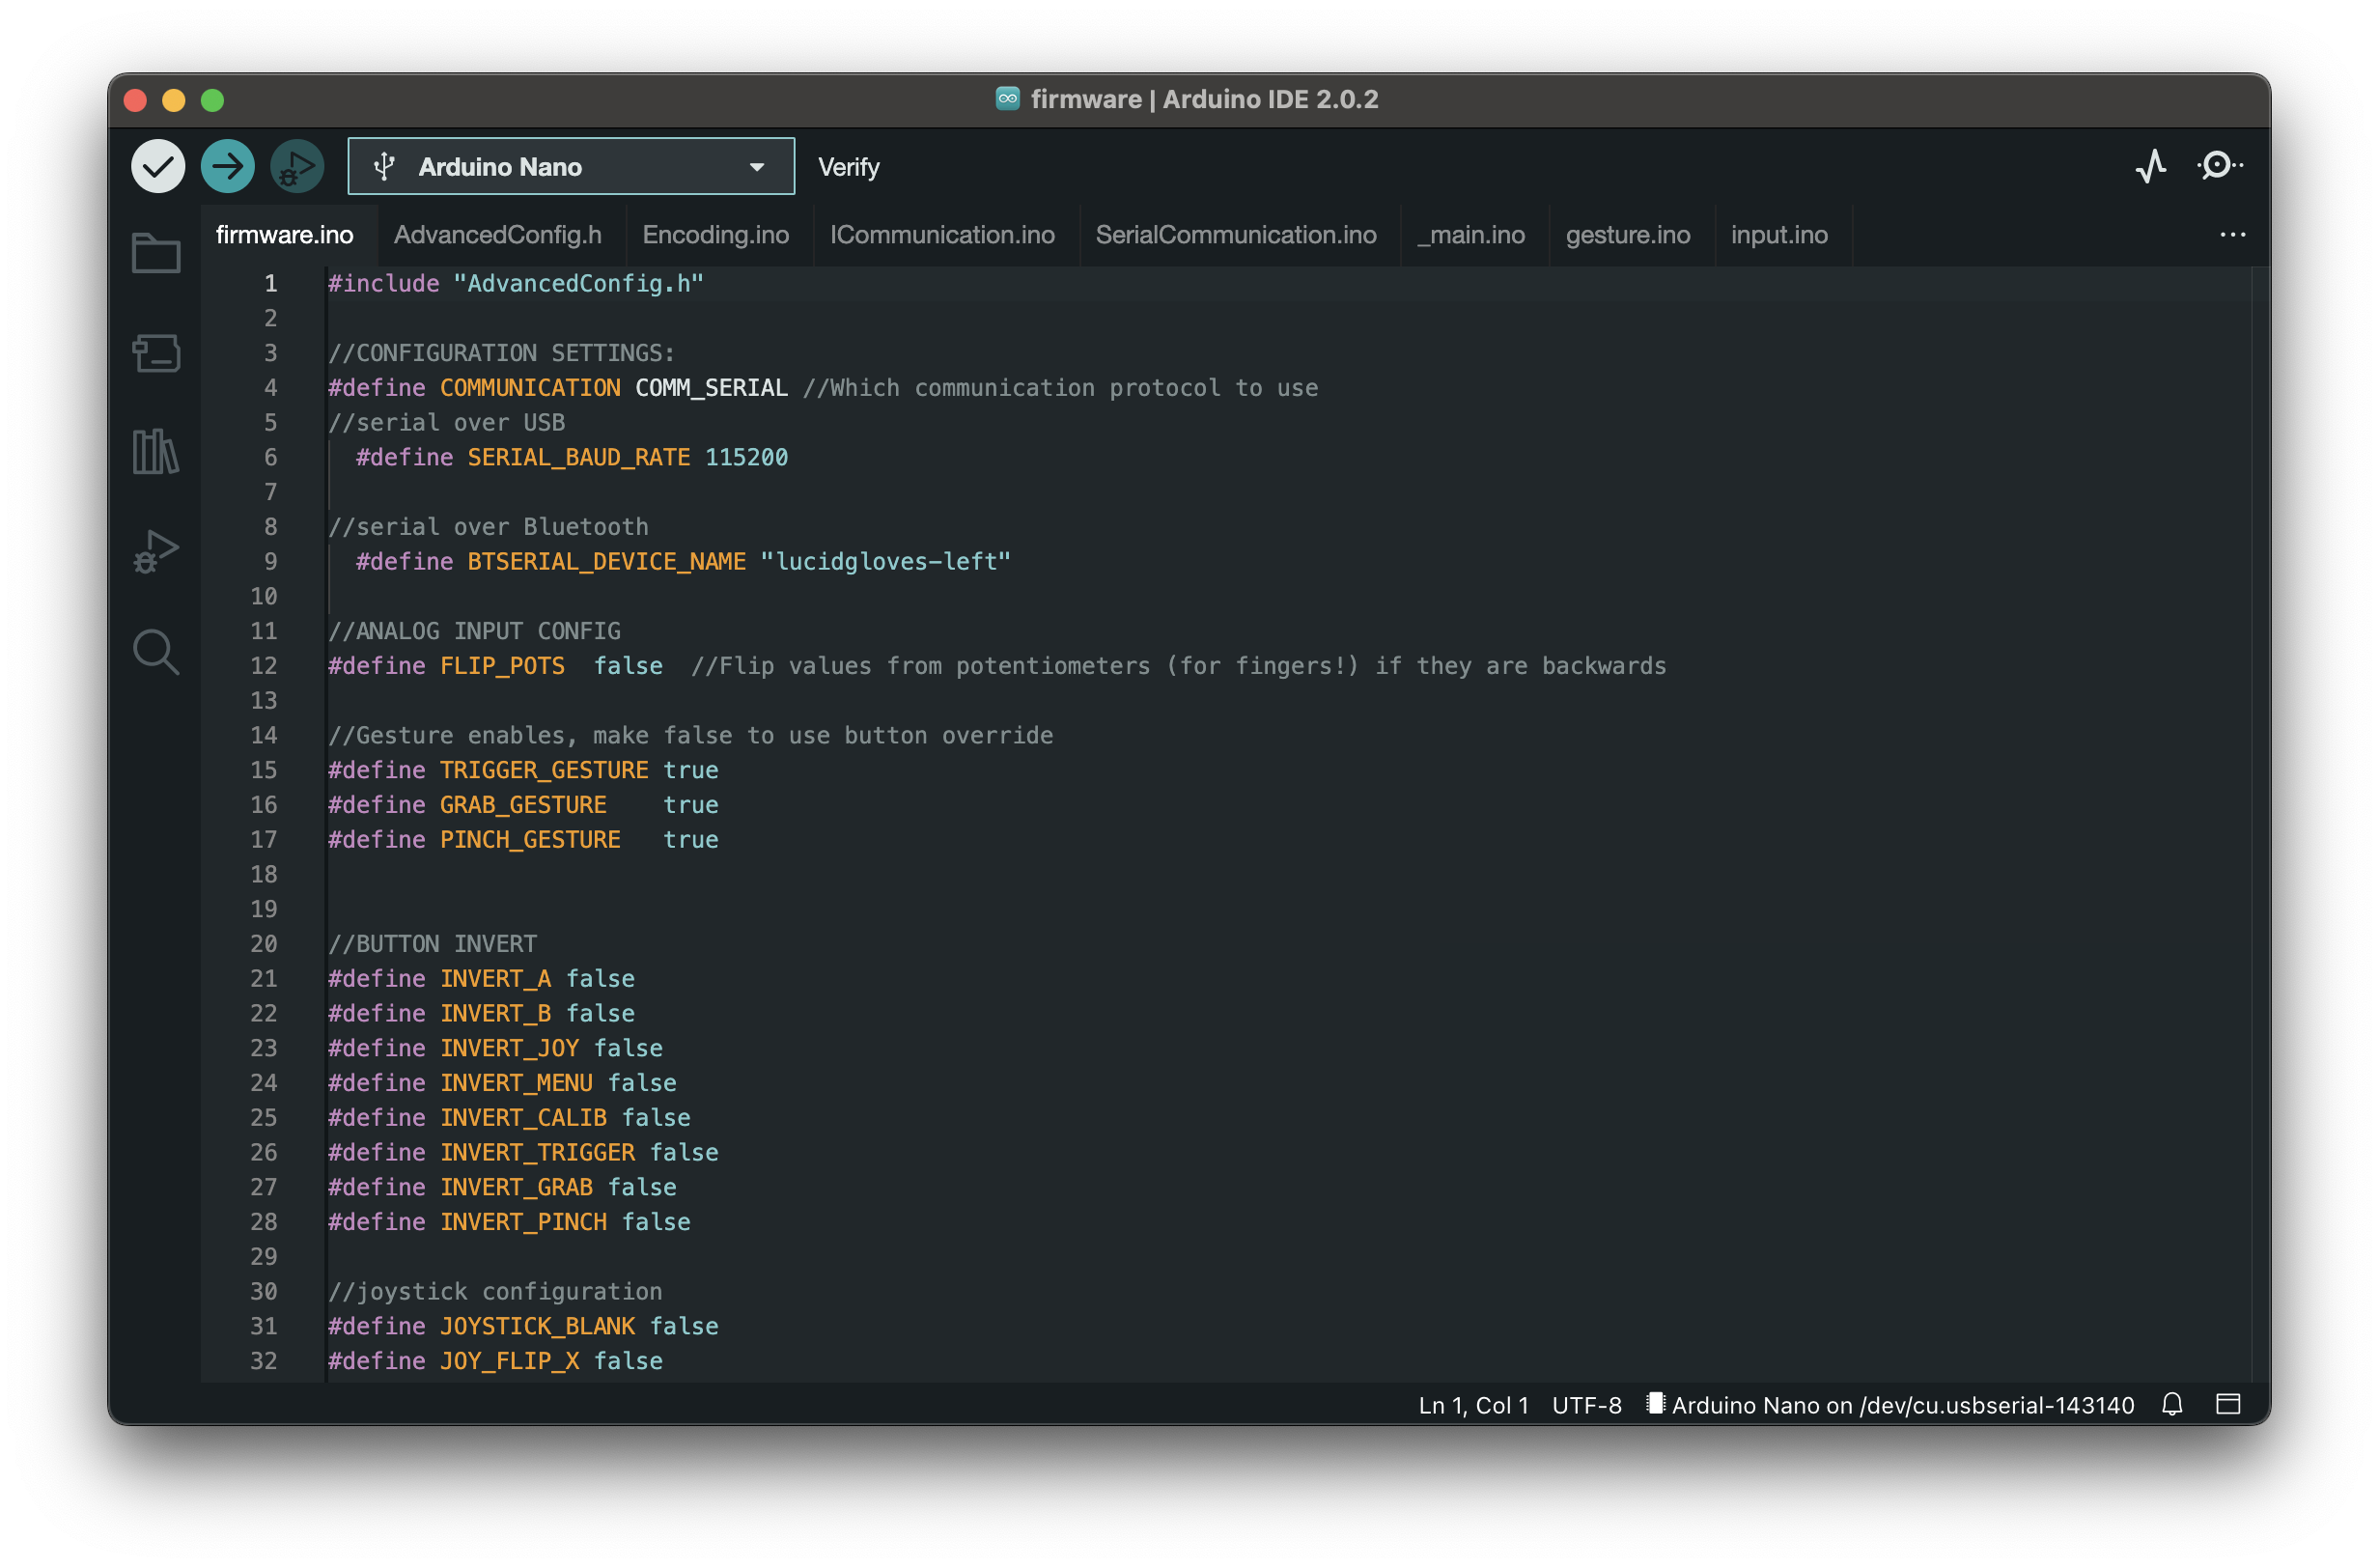 firmware | Arduino IDE 2.0.2
Arduino Nano Verify
firmware.ino AdvancedConfig.h Encoding.ino ICommunication.ino SerialCommunication.ino _main.ino gesture.ino input.ino ...
1 #include "AdvancedConfig.h"
2
3 //CONFIGURATION SETTINGS:
4 #define COMMUNICATION COMM_SERIAL //Which communication protocol to use
5 //serial over USB
6   #define SERIAL_BAUD_RATE 115200
7
8 //serial over Bluetooth
9   #define BTSERIAL_DEVICE_NAME "lucidgloves-left"
10
11 //ANALOG INPUT CONFIG
12 #define FLIP_POTS  false  //Flip values from potentiometers (for fingers!) if they are backwards
13
14 //Gesture enables, make false to use button override
15 #define TRIGGER_GESTURE true
16 #define GRAB_GESTURE    true
17 #define PINCH_GESTURE   true
18
19
20 //BUTTON INVERT
21 #define INVERT_A false
22 #define INVERT_B false
23 #define INVERT_JOY false
24 #define INVERT_MENU false
25 #define INVERT_CALIB false
26 #define INVERT_TRIGGER false
27 #define INVERT_GRAB false
28 #define INVERT_PINCH false
29
30 //joystick configuration
31 #define JOYSTICK_BLANK false
32 #define JOY_FLIP_X false
Ln 1, Col 1 UTF-8 Arduino Nano on /dev/cu.usbserial-143140